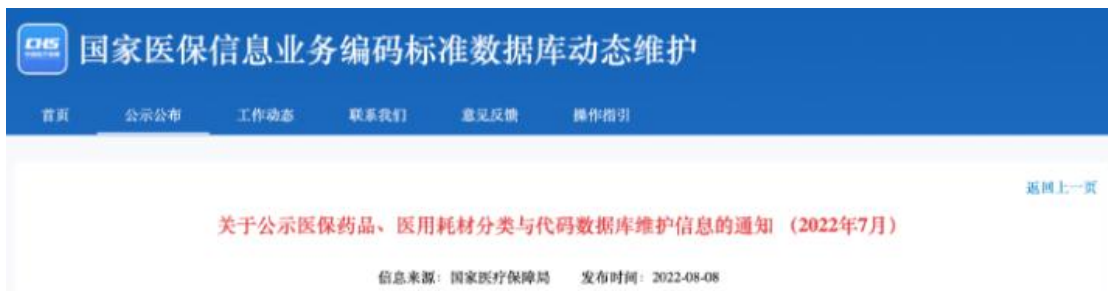 CHS
国家医保信息业务编码标准数据库动态维护
首页 公示公布 工作动态 联系我们 意见反馈 操作指引
返回上一页
关于公示医保药品、医用耗材分类与代码数据库维护信息的通知 （2022年7月）
信息来源：国家医疗保障局 发布时间：2022-08-08